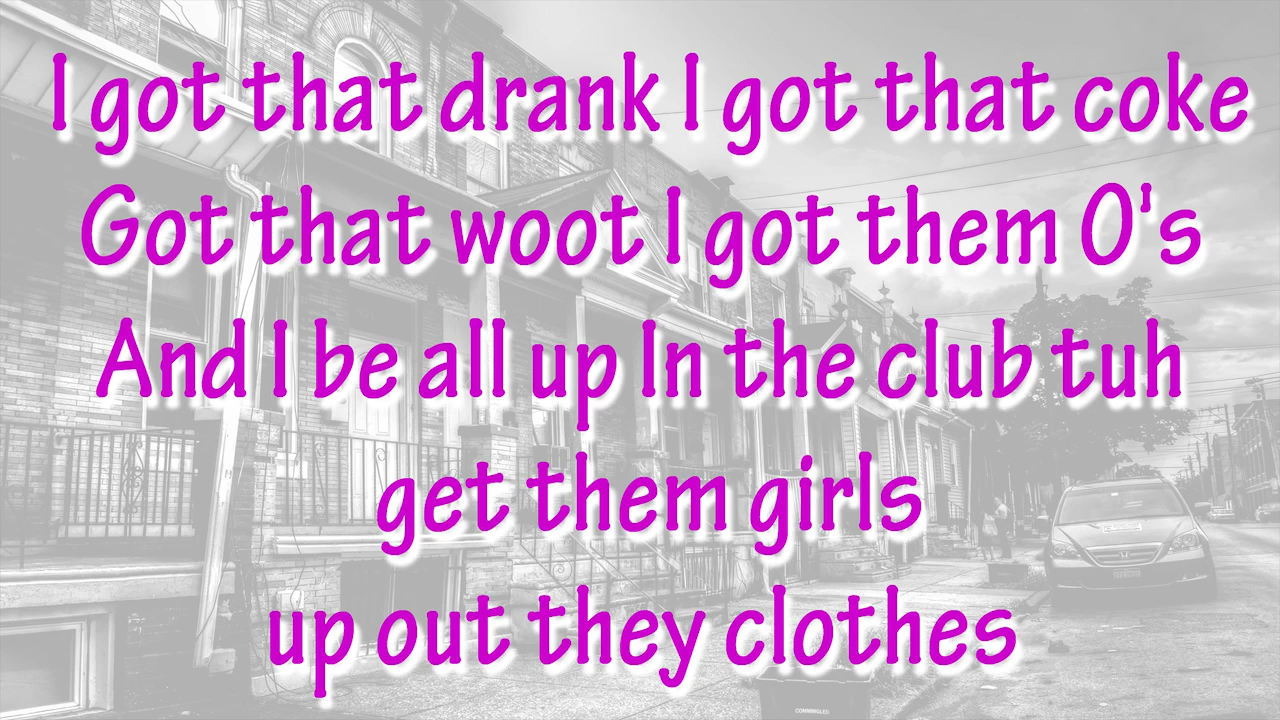 I got that drank I got that coke
Got that woot I got them O's
And I be all up In the club tuh
get them girls
up out they clothes
COMMINGLED